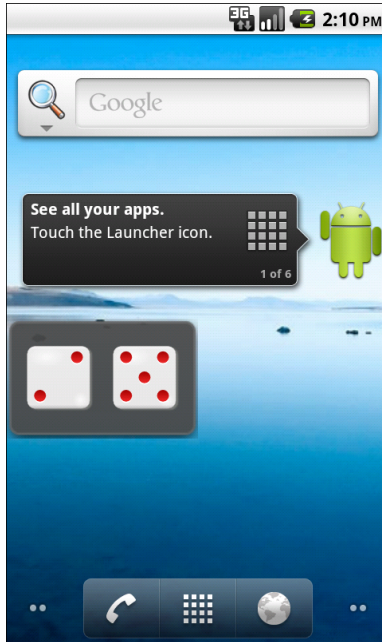 3G
2:10 PM
Google
See all your apps.
Touch the Launcher icon.
1 of 6